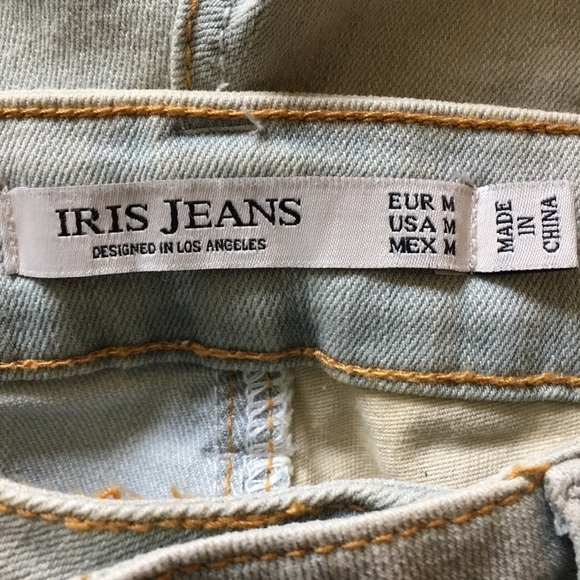 IRIS JEANS
DESIGNED IN LOS ANGELES
EUR M
USA M
MEX M
MADE
IN
CHINA